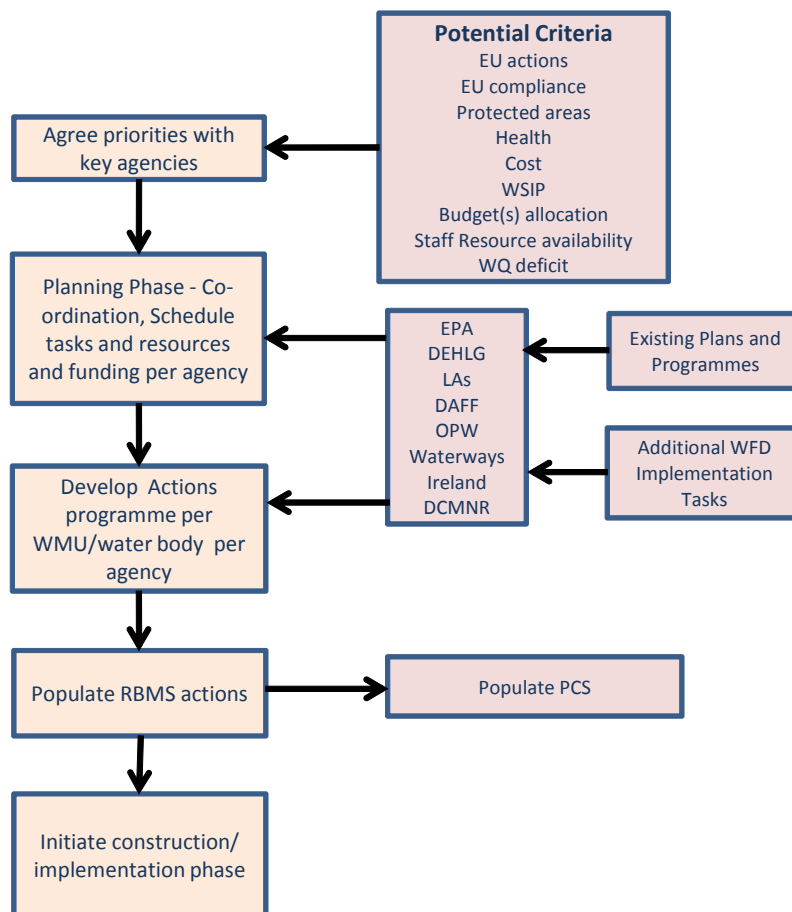 Potential Criteria
EU actions
EU compliance
Protected areas
Health
Cost
WSIP
Budget(s) allocation
Staff Resource availability
WQ deficit
Agree priorities with
key agencies
Planning Phase - Co-
ordination, Schedule
tasks and resources
and funding per agency
EPA
DEHLG
LAs
DAFF
OPW
Waterways
Ireland
DCMNR
Existing Plans and
Programmes
Additional WFD
Implementation
Tasks
Develop Actions
programme per
WMU/water body per
agency
Populate RBMS actions
Populate PCS
Initiate construction/
implementation phase